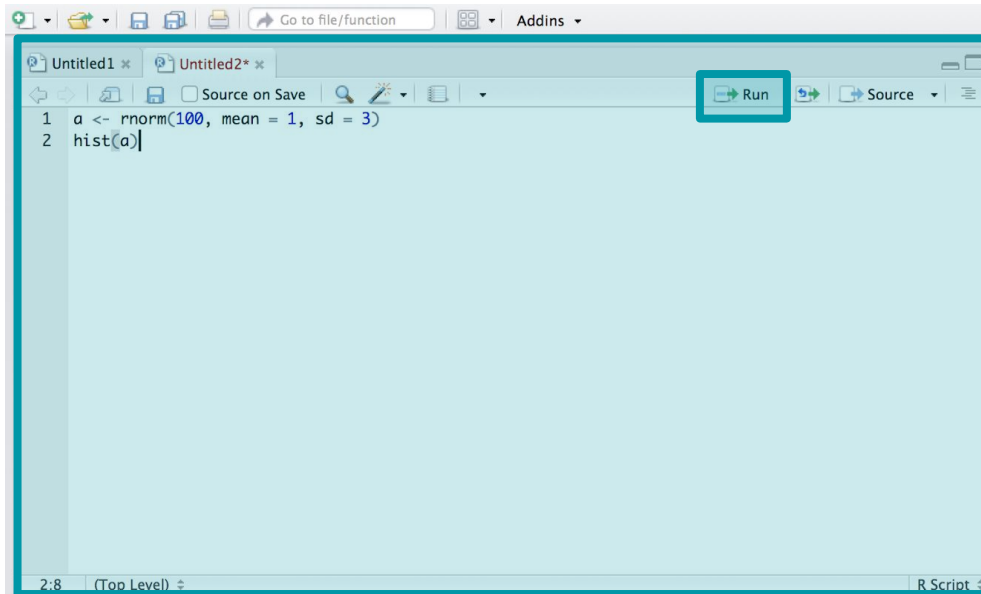 Go to file/function Addins
Untitled1 × Untitled2* ×
Source on Save Run Source
1 a <- rnorm(100, mean = 1, sd = 3)
2 hist(a)
2:8 (Top Level) R Script